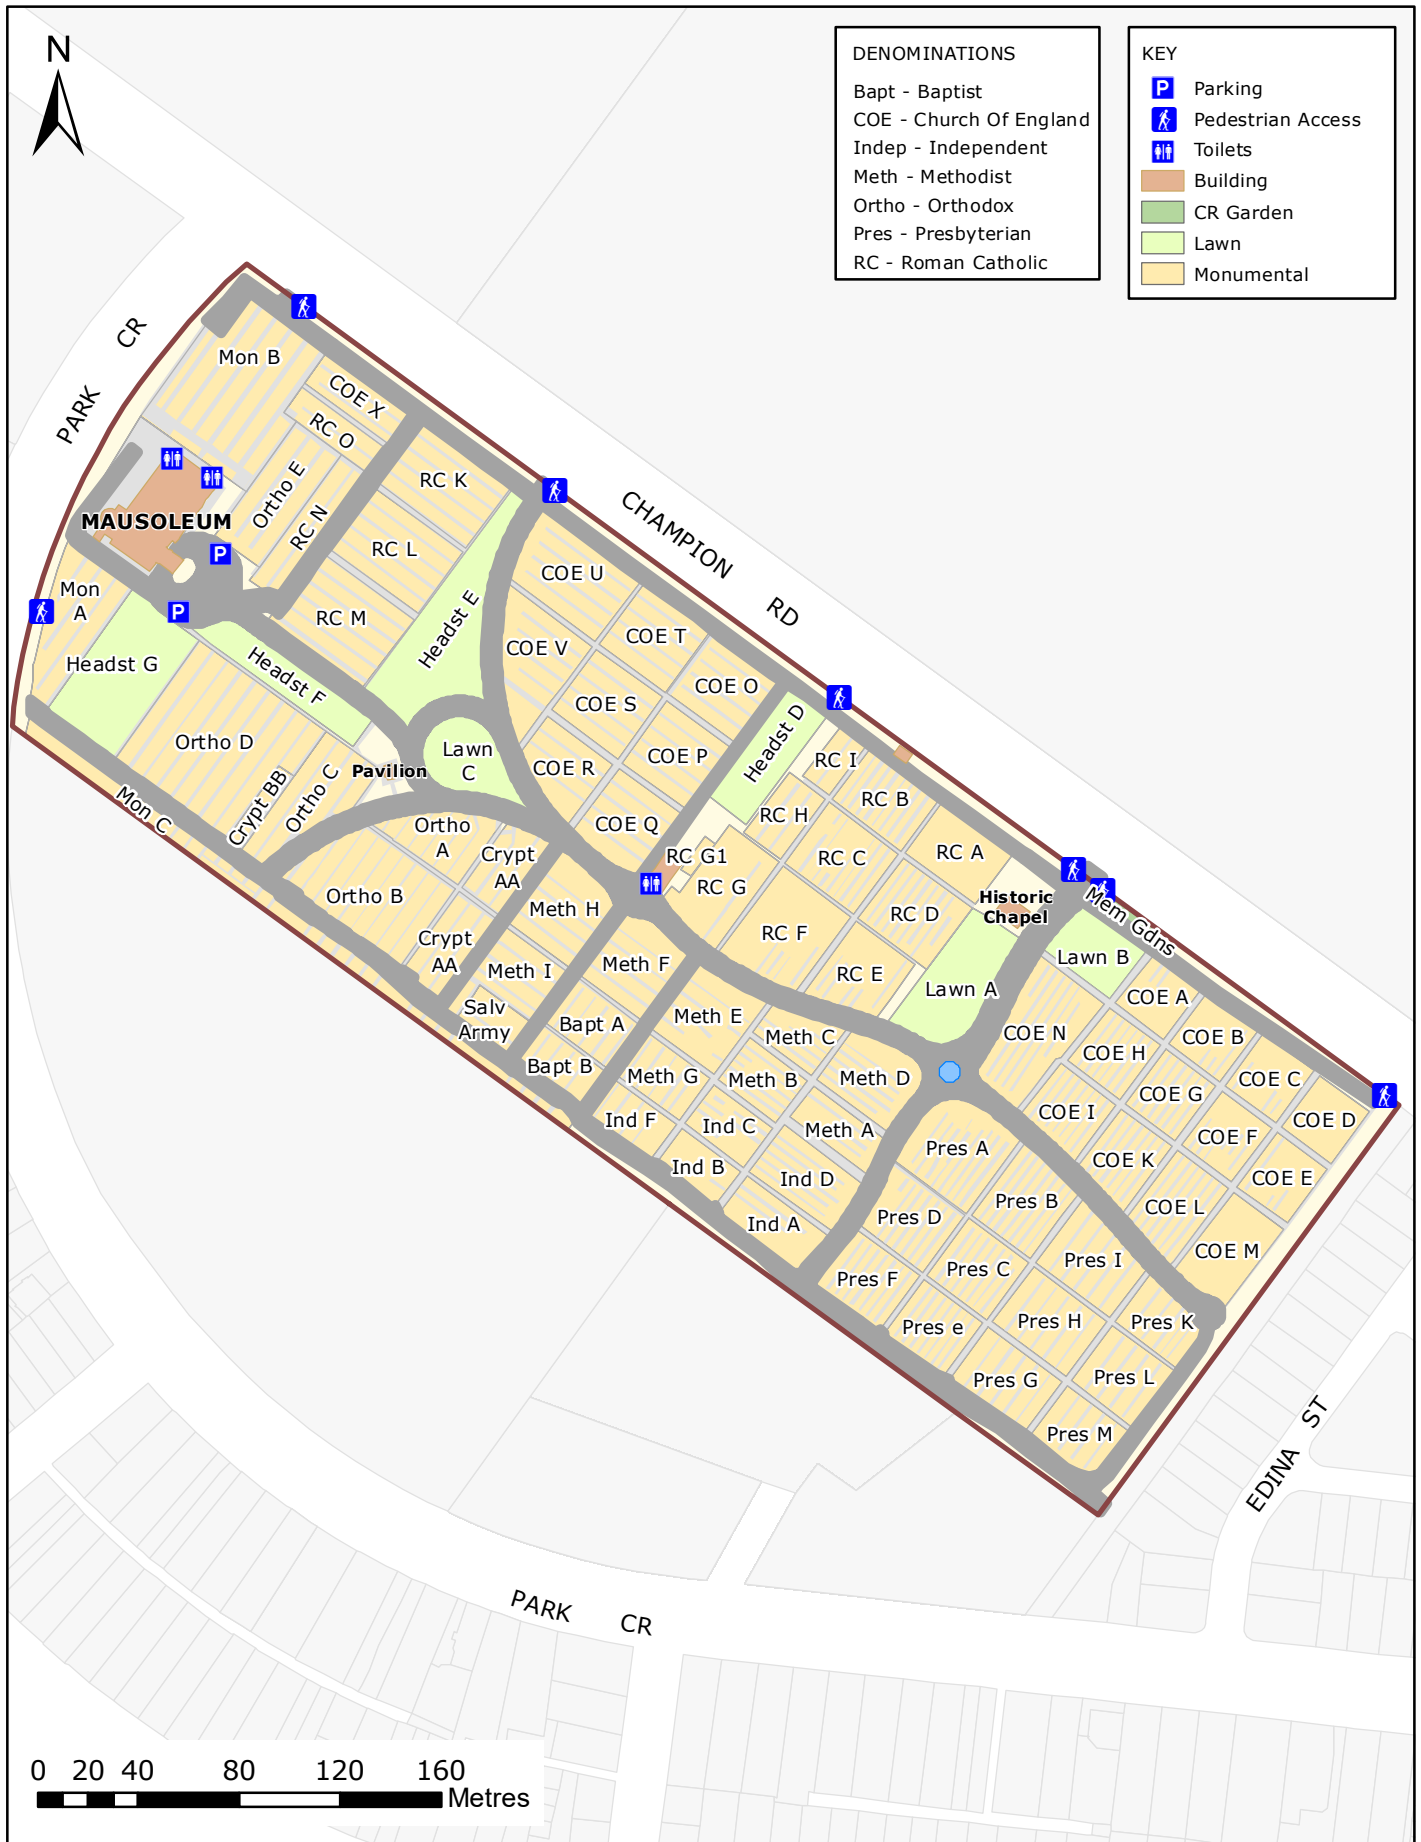 N
DENOMINATIONS
Bapt - Baptist
COE - Church Of England
Indep - Independent
Meth - Methodist
Ortho - Orthodox
Pres - Presbyterian
RC - Roman Catholic
KEY
P Parking
Pedestrian Access
Toilets
Building
CR Garden
Lawn
Monumental
PARK CR
CHAMPION RD
Mon B
COE X
RC O
Ortho E
RC N
RC K
RC L
RC M
MAUSOLEUM
P
P
Mon
A
Headst G
Headst F
Headst E
Ortho D
Crypt BB
Ortho C
Mon C
Pavilion
Lawn
C
COE U
COE V
COE T
COE S
COE O
COE P
COE R
COE Q
Headst D
RC I
RC H
RC B
RC G1
RC G
RC C
RC A
RC F
RC D
RC E
Historic
Chapel
Mem Gdns
Lawn B
Lawn A
Ortho
A
Crypt
AA
Ortho B
Crypt
AA
Meth H
Meth I
Salv
Army
Meth F
Bapt A
Bapt B
Meth E
Meth C
Meth G
Meth B
Meth D
Ind F
Ind C
Meth A
Ind B
Ind D
Ind A
COE N
COE A
COE H
COE B
COE G
COE C
COE I
COE F
COE D
COE K
COE E
COE L
COE M
Pres A
Pres B
Pres D
Pres I
Pres C
Pres F
Pres H
Pres K
Pres e
Pres G
Pres L
Pres M
EDINA ST
PARK CR
0 20 40 80 120 160
Metres